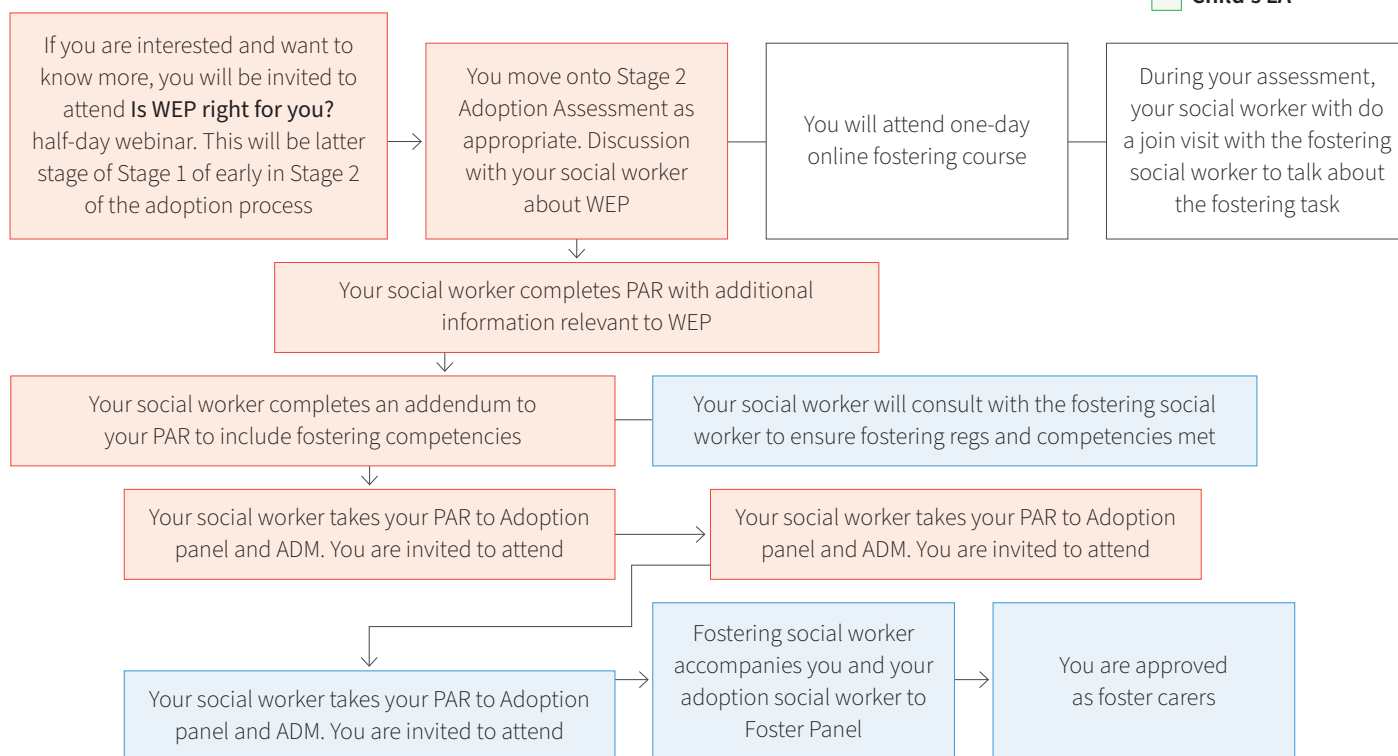 If you are interested and want to
know more, you will be invited to
attend Is WEP right for you?
half-day webinar. This will be latter
stage of Stage 1 of early in Stage 2
of the adoption process
You move onto Stage 2
Adoption Assessment as
appropriate. Discussion
with your social worker
about WEP
You will attend one-day
online fostering course
During your assessment,
your social worker with do
a join visit with the fostering
social worker to talk about
the fostering task
Your social worker completes PAR with additional
information relevant to WEP
Your social worker completes an addendum to
your PAR to include fostering competencies
Your social worker will consult with the fostering social
worker to ensure fostering regs and competencies met
Your social worker takes your PAR to Adoption
panel and ADM. You are invited to attend
Your social worker takes your PAR to Adoption
panel and ADM. You are invited to attend
Your social worker takes your PAR to Adoption
panel and ADM. You are invited to attend
Fostering social worker
accompanies you and your
adoption social worker to
Foster Panel
You are approved
as foster carers